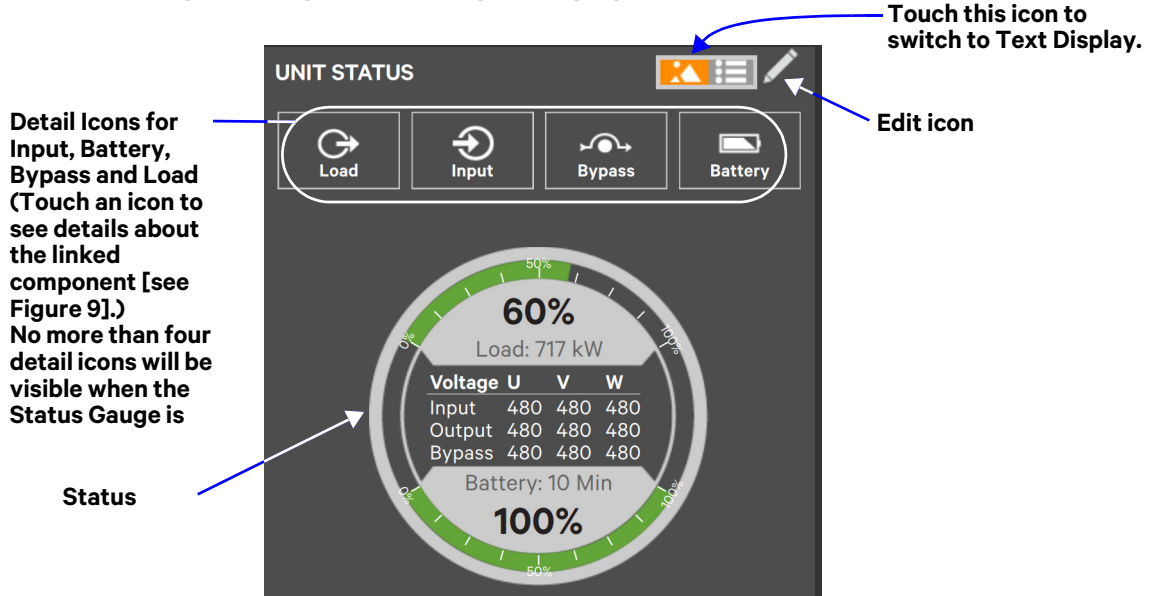 Touch this icon to
switch to Text Display.
UNIT STATUS
Edit icon
Detail Icons for
Input, Battery,
Bypass and Load
(Touch an icon to
see details about
the linked
component [see
Figure 9].)
No more than four
detail icons will be
visible when the
Status Gauge is
Load
Input
Bypass
Battery
50%
0%
100%
60%
Load: 717 kW
Voltage U V W
Input 480 480 480
Output 480 480 480
Bypass 480 480 480
Battery: 10 Min
100%
0%
100%
50%
Status